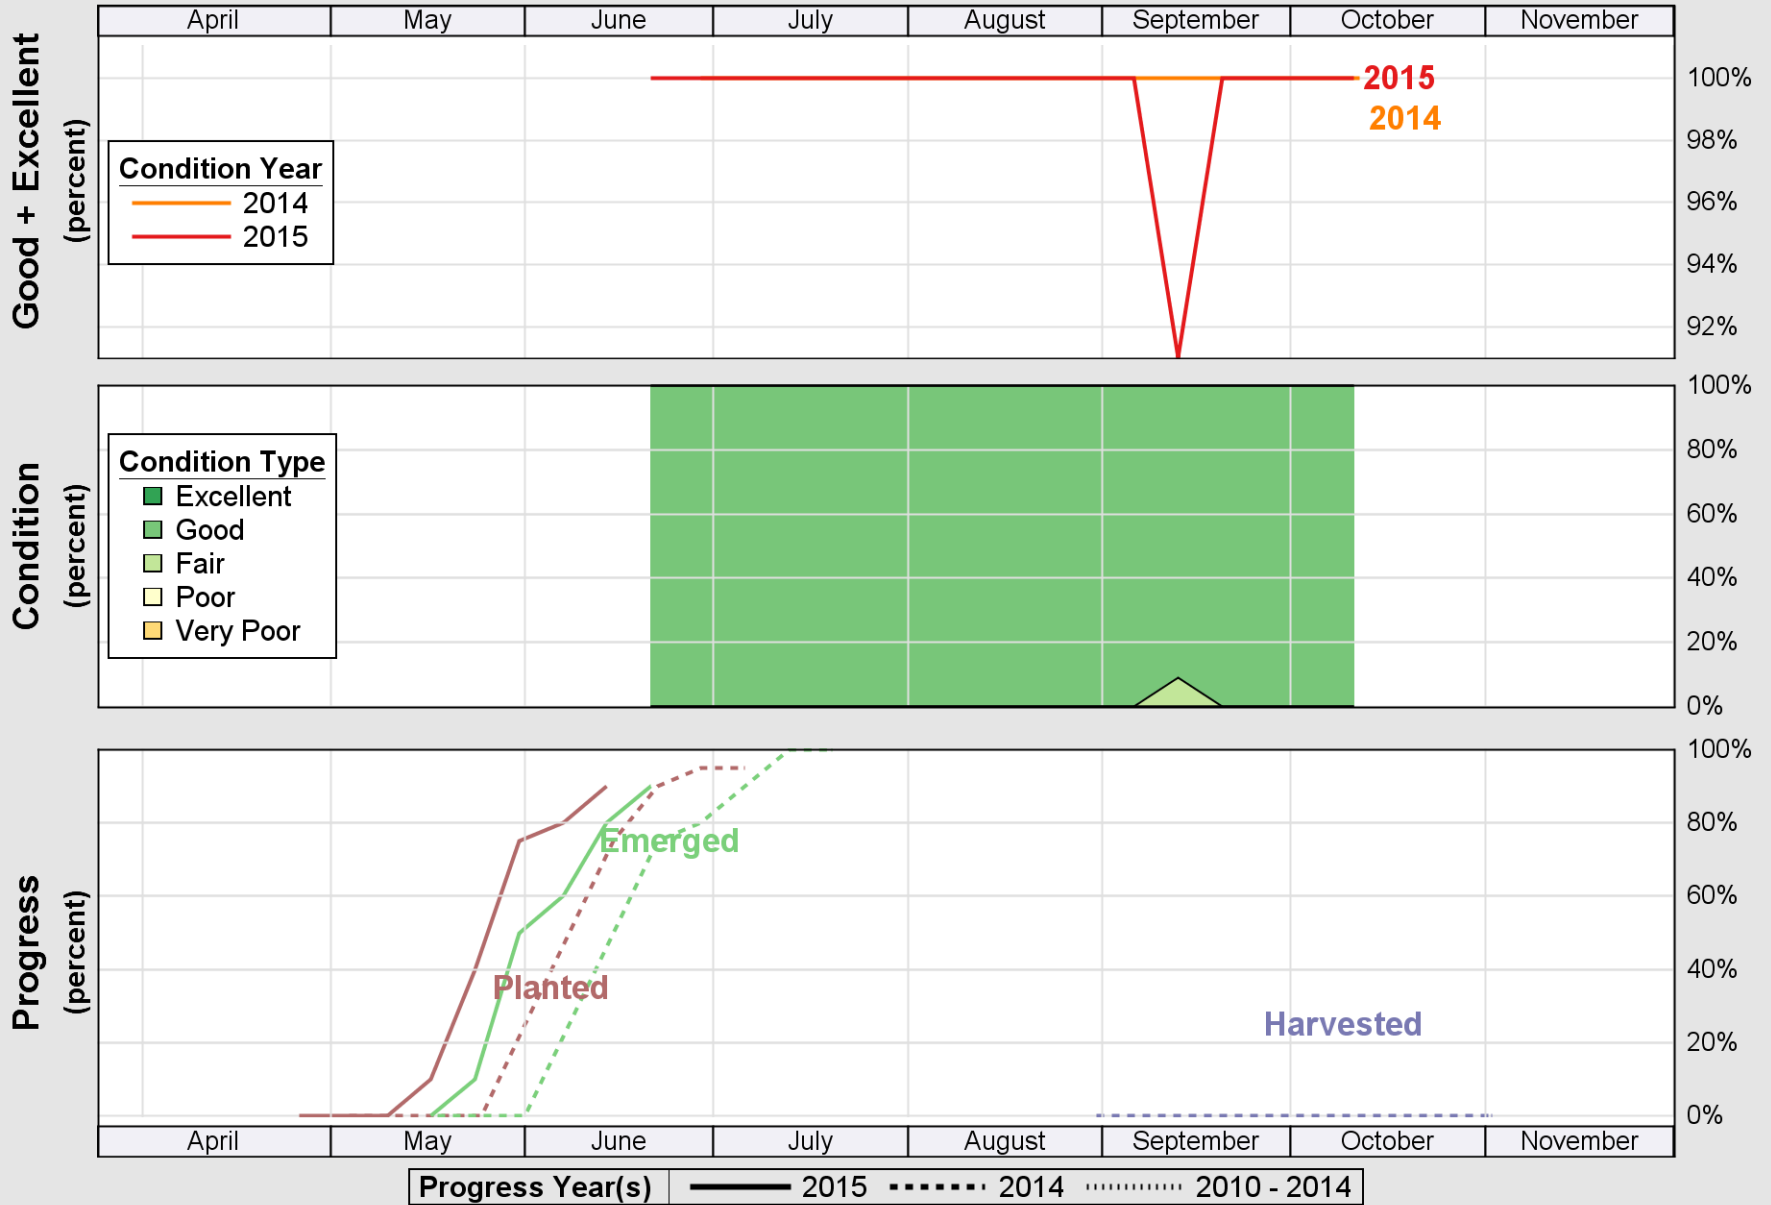 April May June July August September October November
Good + Excellent
(percent)
100%
98%
96%
94%
92%
2015
2014
Condition Year
2014
2015
Condition
(percent)
100%
80%
60%
40%
20%
0%
Condition Type
Excellent
Good
Fair
Poor
Very Poor
Progress
(percent)
100%
80%
60%
40%
20%
0%
Emerged
Planted
Harvested
April May June July August September October November
Progress Year(s) 2015 2014 2010 - 2014